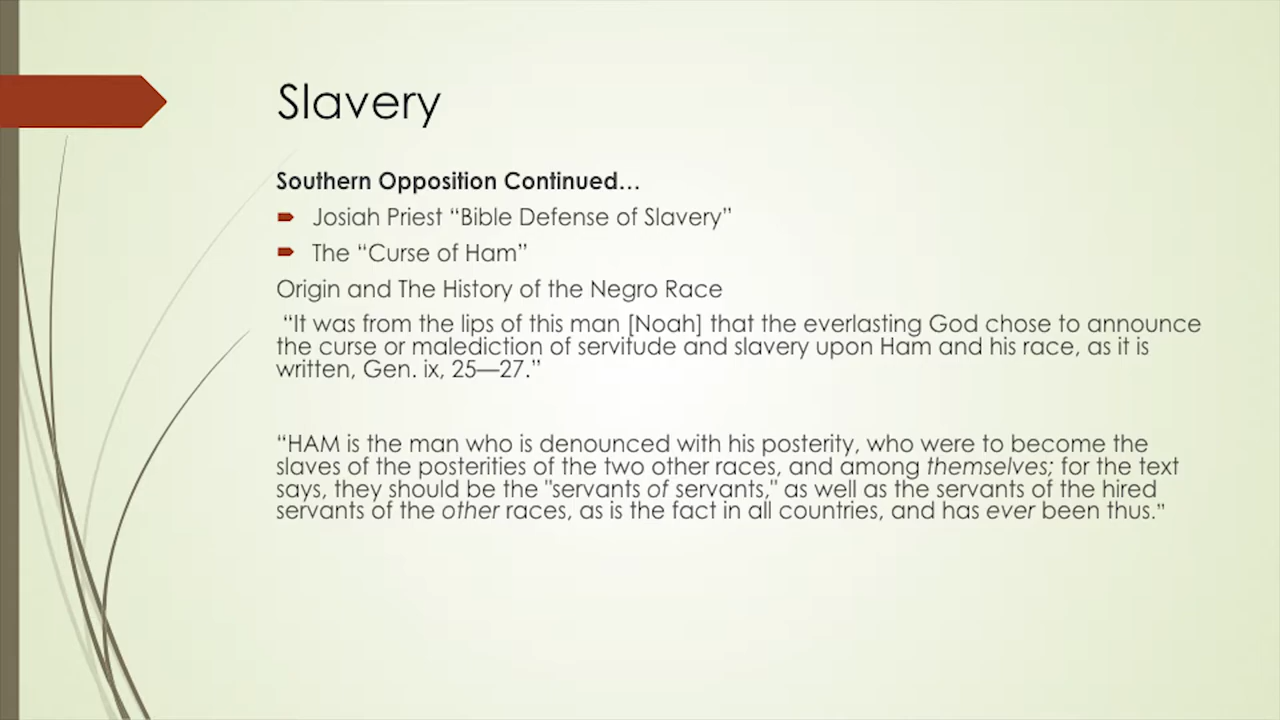 Slavery
Southern Opposition Continued…
Josiah Priest “Bible Defense of Slavery”
The “Curse of Ham”
Origin and The History of the Negro Race
“It was from the lips of this man [Noah] that the everlasting God chose to announce
the curse or malediction of servitude and slavery upon Ham and his race, as it is
written, Gen. ix, 25—27.”
“HAM is the man who is denounced with his posterity, who were to become the
slaves of the posterities of the two other races, and among themselves; for the text
says, they should be the "servants of servants," as well as the servants of the hired
servants of the other races, as is the fact in all countries, and has ever been thus.”